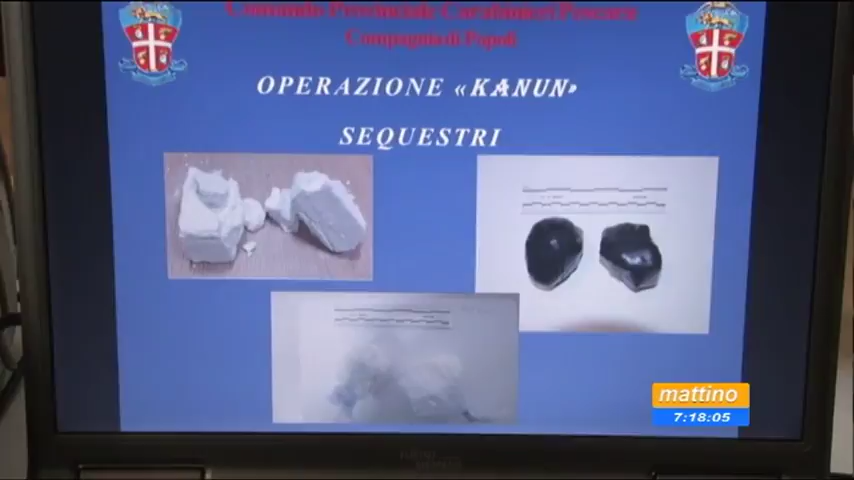 Comando Provinciale Carabinieri Pescara
Compagnia di Popoli
OPERAZIONE «KANUN»
SEQUESTRI
mattino
7:18:05